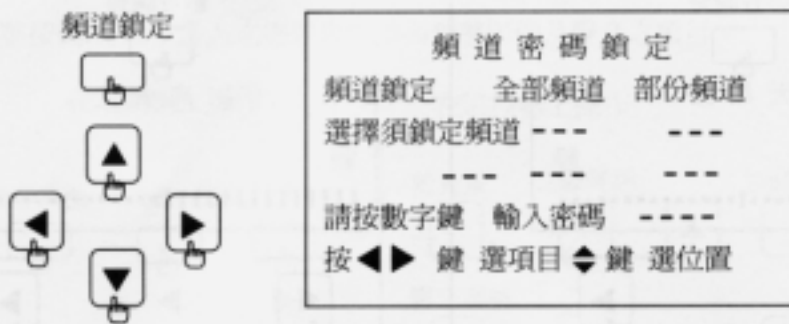 頻道鎖定
頻 道 密 碼 鎖 定
頻道鎖定 全部頻道 部份頻道
選擇須鎖定頻道 --- ---
--- --- ---
請按數字鍵 輸入密碼 ----
按◀▶ 鍵 選項目 ◆ 鍵 選位置